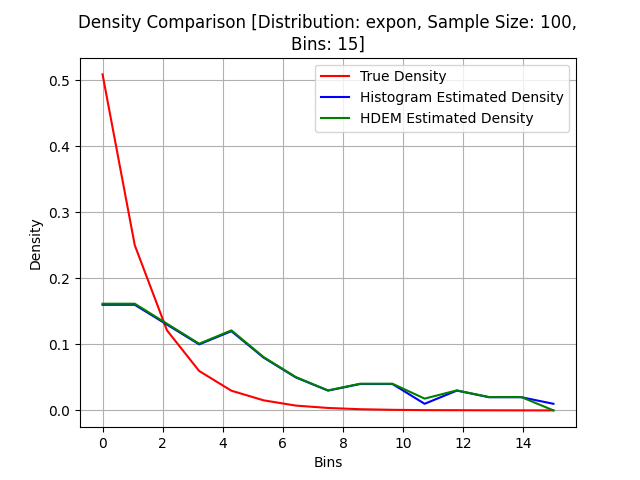 Density Comparison [Distribution: expon, Sample Size: 100,
Bins: 15]
True Density
Histogram Estimated Density
HDEM Estimated Density
Density
0.5
0.4
0.3
0.2
0.1
0.0
0 2 4 6 8 10 12 14
Bins